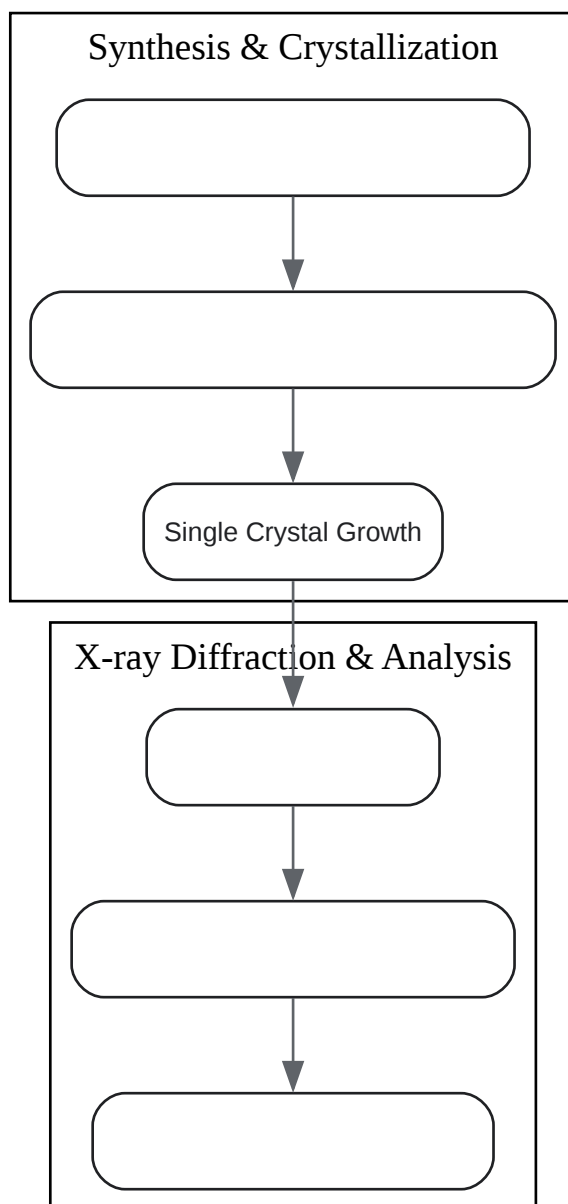 Synthesis & Crystallization
Single Crystal Growth
X-ray Diffraction & Analysis